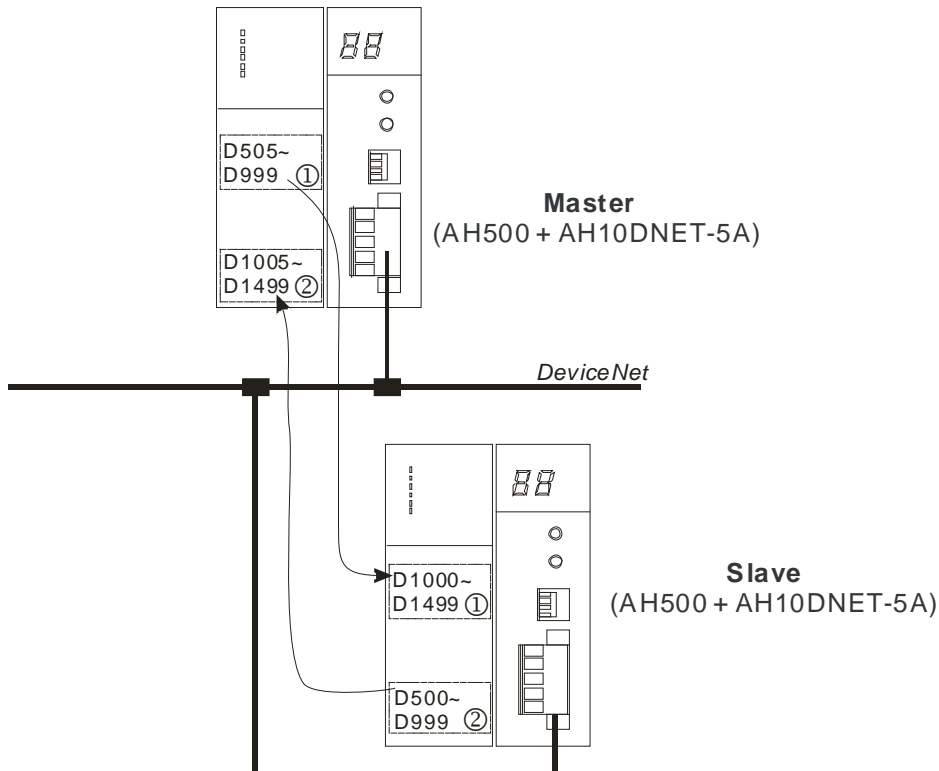 D505~
D999 ①
D1005~
D1499 ②
Master
(AH500 + AH10DNET-5A)
DeviceNet
D1000~
D1499 ①
D500~
D999 ②
Slave
(AH500 + AH10DNET-5A)